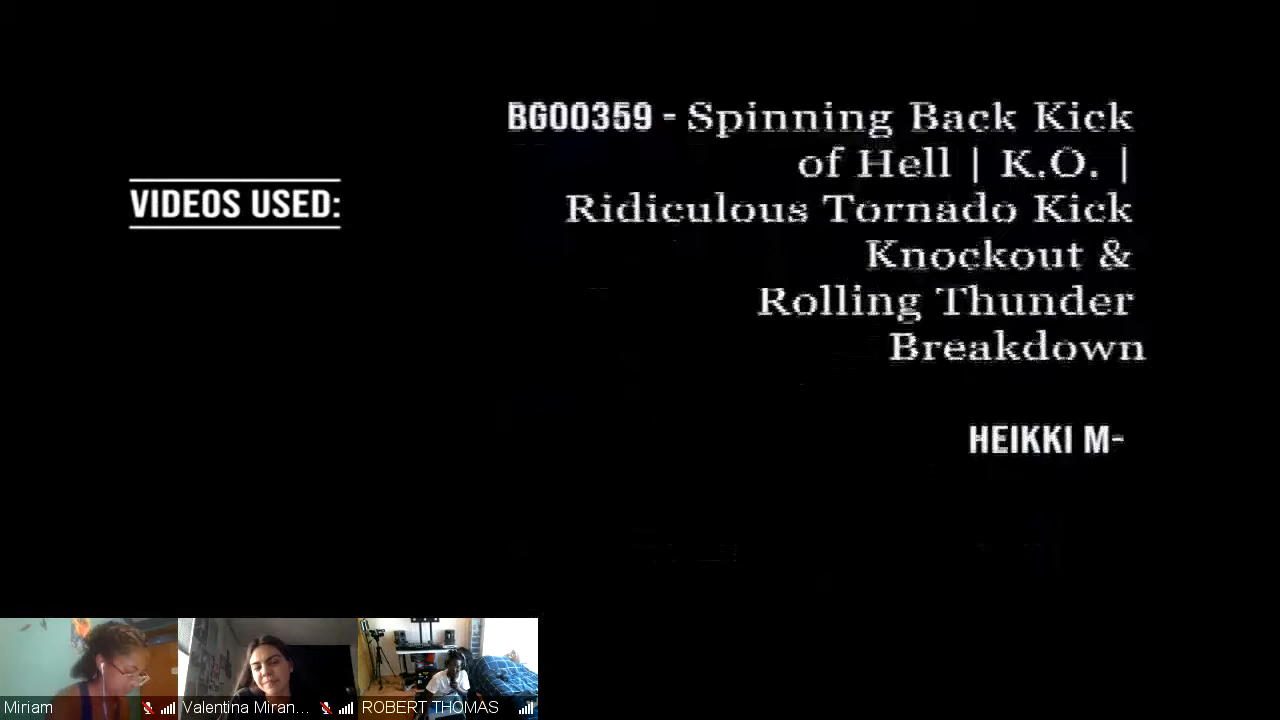 VIDEOS USED:
BG00359 - Spinning Back Kick
of Hell | K.O. |
Ridiculous Tornado Kick
Knockout &
Rolling Thunder
Breakdown
HEIKKI M-
Miriam
Valentina Miran...
ROBERT THOMAS